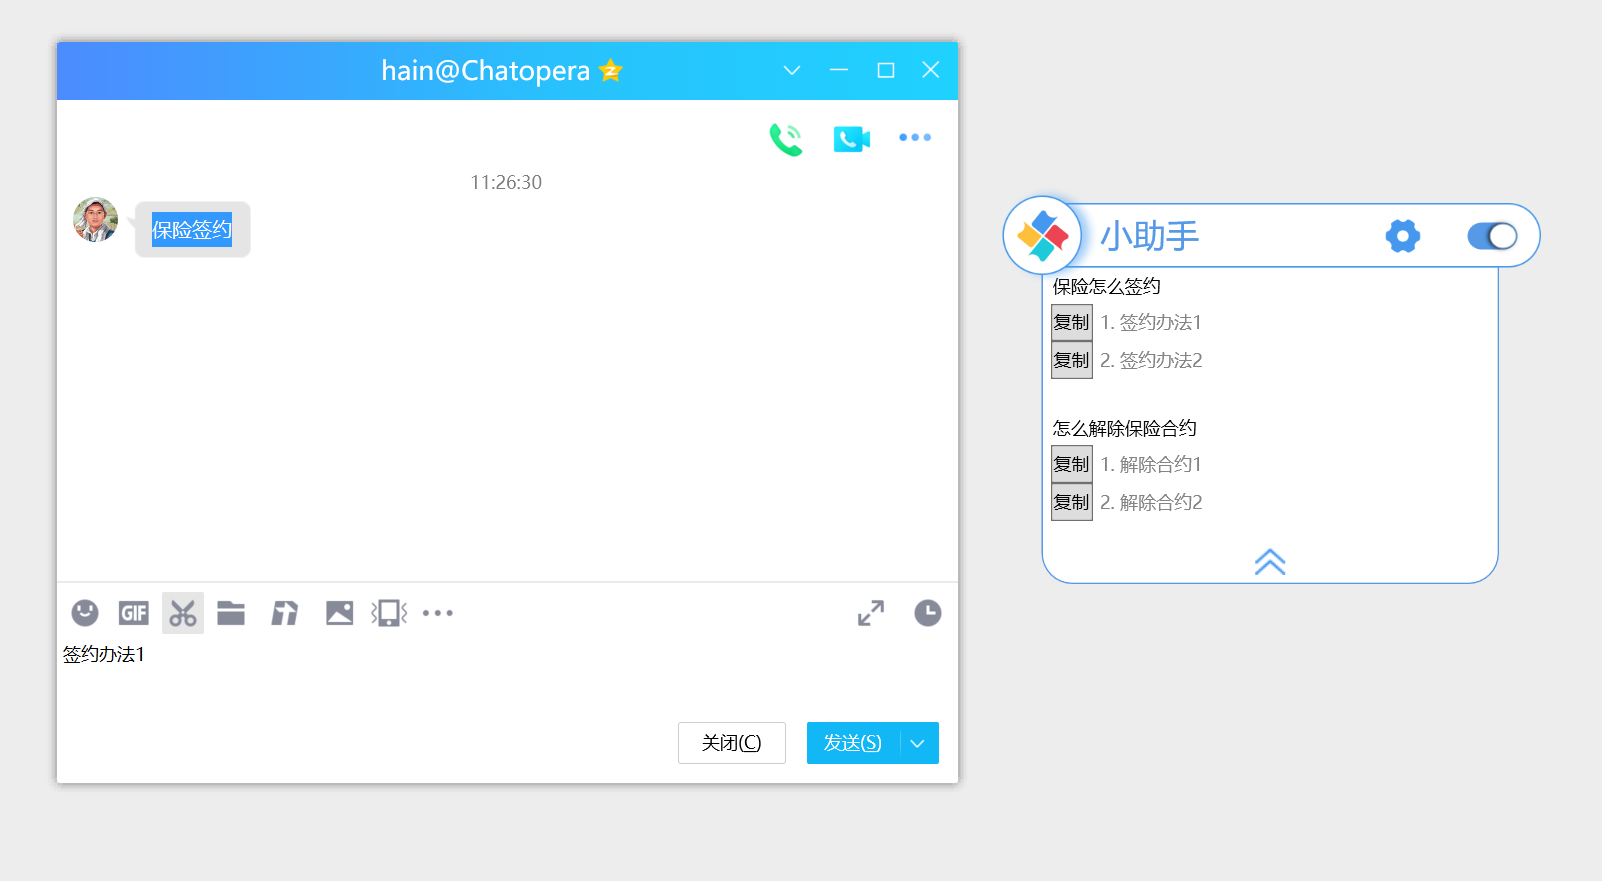 hain@Chatopera
11:26:30
保险签约
GIF
签约办法1
关闭(C)
发送(S)
小助手
保险怎么签约
复制 1. 签约办法1
复制 2. 签约办法2
怎么解除保险合约
复制 1. 解除合约1
复制 2. 解除合约2